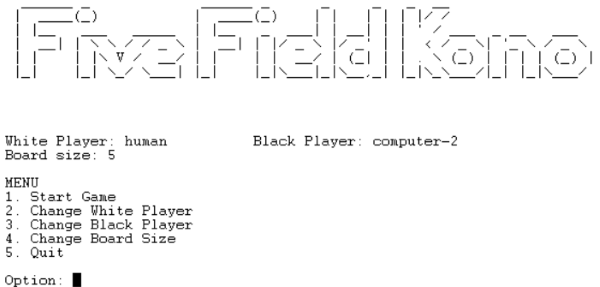 Five Field Kono
White Player: human Black Player: computer-2
Board size: 5
MENU
1. Start Game
2. Change White Player
3. Change Black Player
4. Change Board Size
5. Quit
Option: